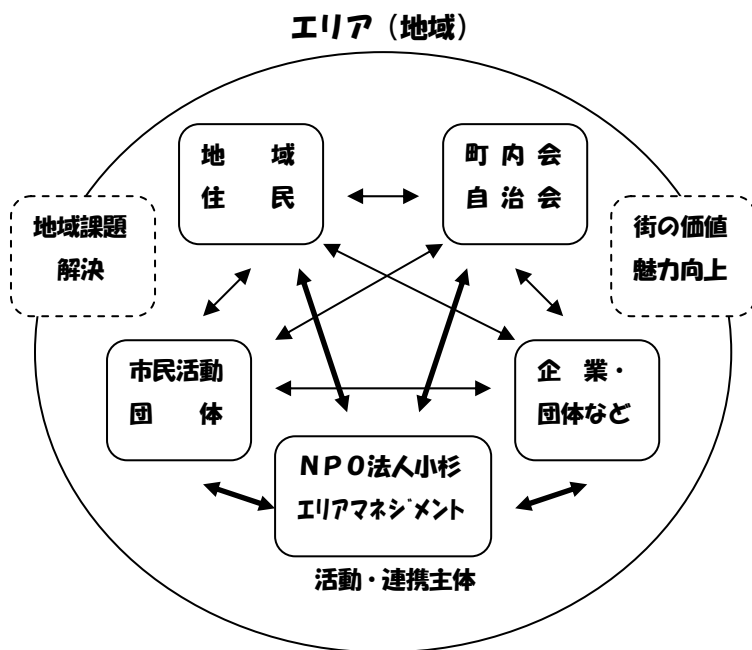 エリア（地域）
地　域
住　民
町内会
自治会
地域課題
解決
街の価値
魅力向上
市民活動
団　体
企　業・
団体など
ＮＰＯ法人小杉
エリアマネジメント
活動・連携主体